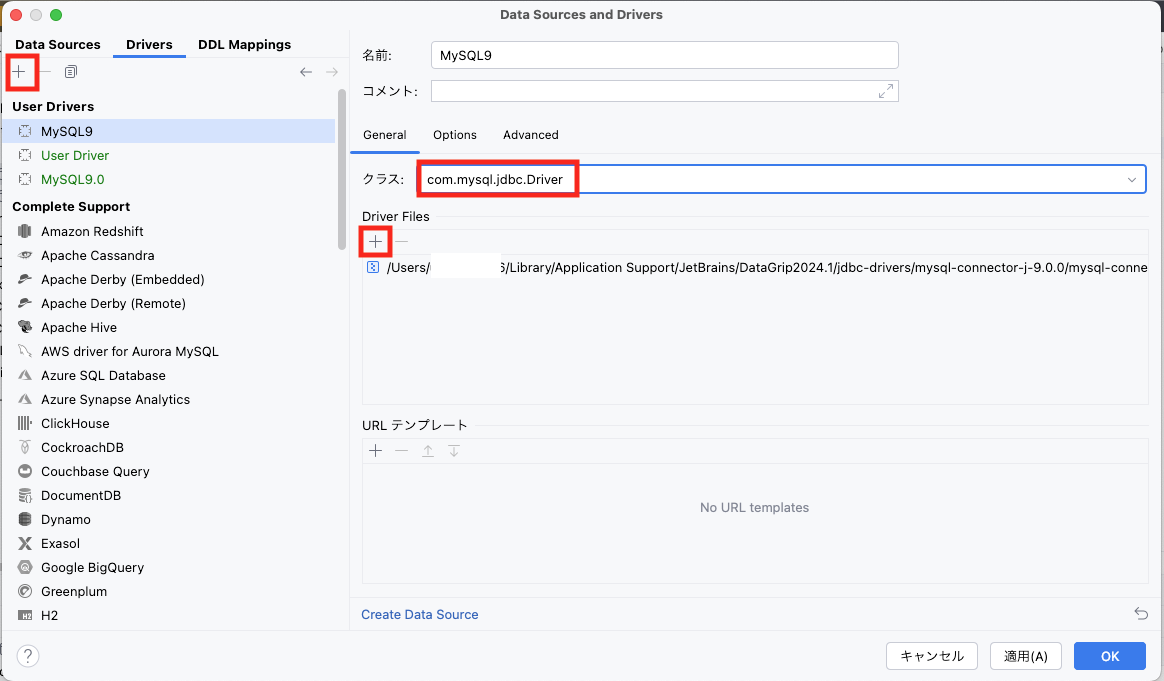 Data Sources and Drivers
Data Sources Drivers DDL Mappings
User Drivers
MySQL9
User Driver
MySQL9.0
Complete Support
Amazon Redshift
Apache Cassandra
Apache Derby (Embedded)
Apache Derby (Remote)
Apache Hive
AWS driver for Aurora MySQL
Azure SQL Database
Azure Synapse Analytics
ClickHouse
CockroachDB
Couchbase Query
DocumentDB
Dynamo
Exasol
Google BigQuery
Greenplum
H2
名前: MySQL9
コメント:
General Options Advanced
クラス: com.mysql.jdbc.Driver
Driver Files
/Users/ 6/Library/Application Support/JetBrains/DataGrip2024.1/jdbc-drivers/mysql-connector-j-9.0.0/mysql-conne
URL テンプレート
No URL templates
Create Data Source
? キャンセル 適用(A) OK